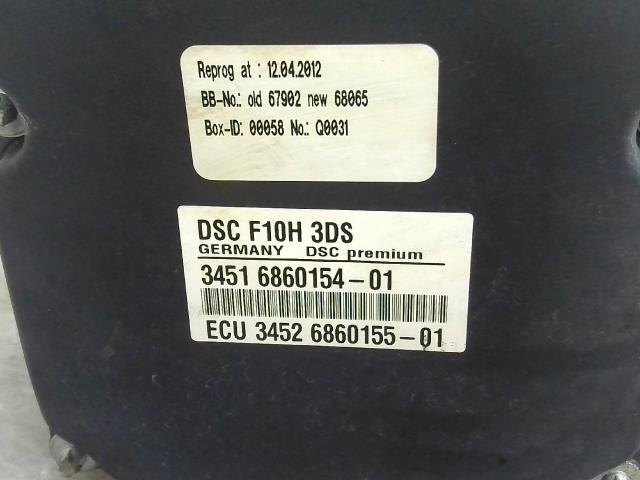 Reprog at : 12.04.2012
BB-No.: old 67902 new 68065
Box-ID: 00058 No.: Q0031
DSC F10H 3DS
GERMANY DSC premium
3451 6860154-01
ECU 3452 6860155-01